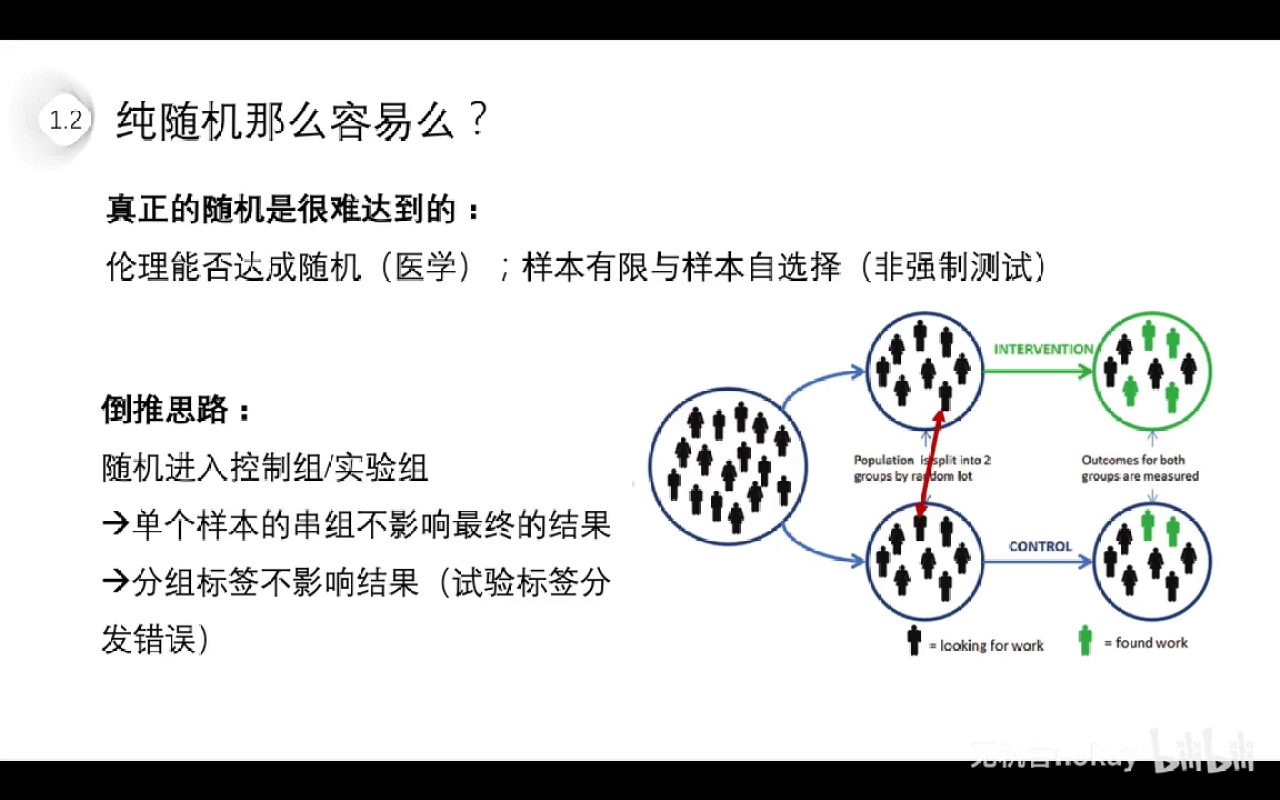 1.2
纯随机那么容易么？
真正的随机是很难达到的：
伦理能否达成随机（医学）；样本有限与样本自选择（非强制测试）
倒推思路：
随机进入控制组/实验组
→单个样本的串组不影响最终的结果
→分组标签不影响结果（试验标签分
发错误）
INTERVENTION
Population is split into 2
groups by random lot
Outcomes for both
groups are measured
CONTROL
= looking for work
= found work
bilibili